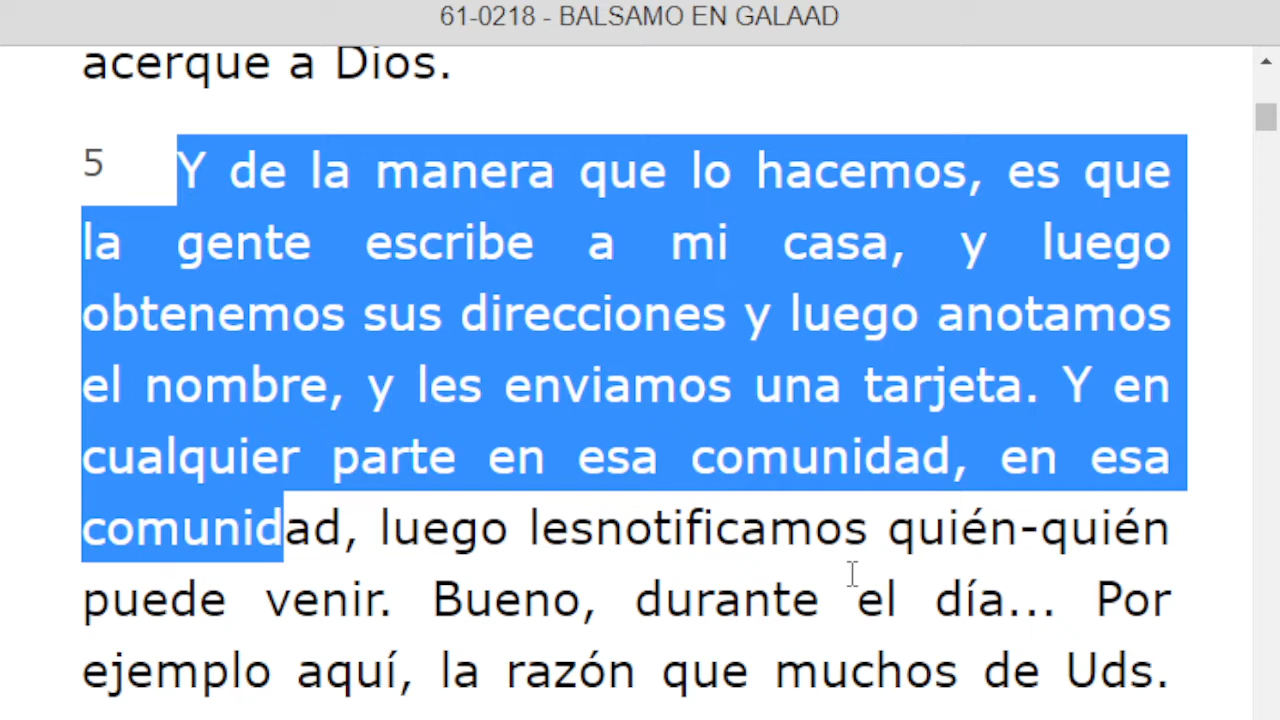 61-0218 - BALSAMO EN GALAAD
acerque a Dios.
5 Y de la manera que lo hacemos, es que
la gente escribe a mi casa, y luego
obtenemos sus direcciones y luego anotamos
el nombre, y les enviamos una tarjeta. Y en
cualquier parte en esa comunidad, en esa
comunidad, luego lesnotificamos quién-quién
puede venir. Bueno, durante el día... Por
ejemplo aquí, la razón que muchos de Uds.